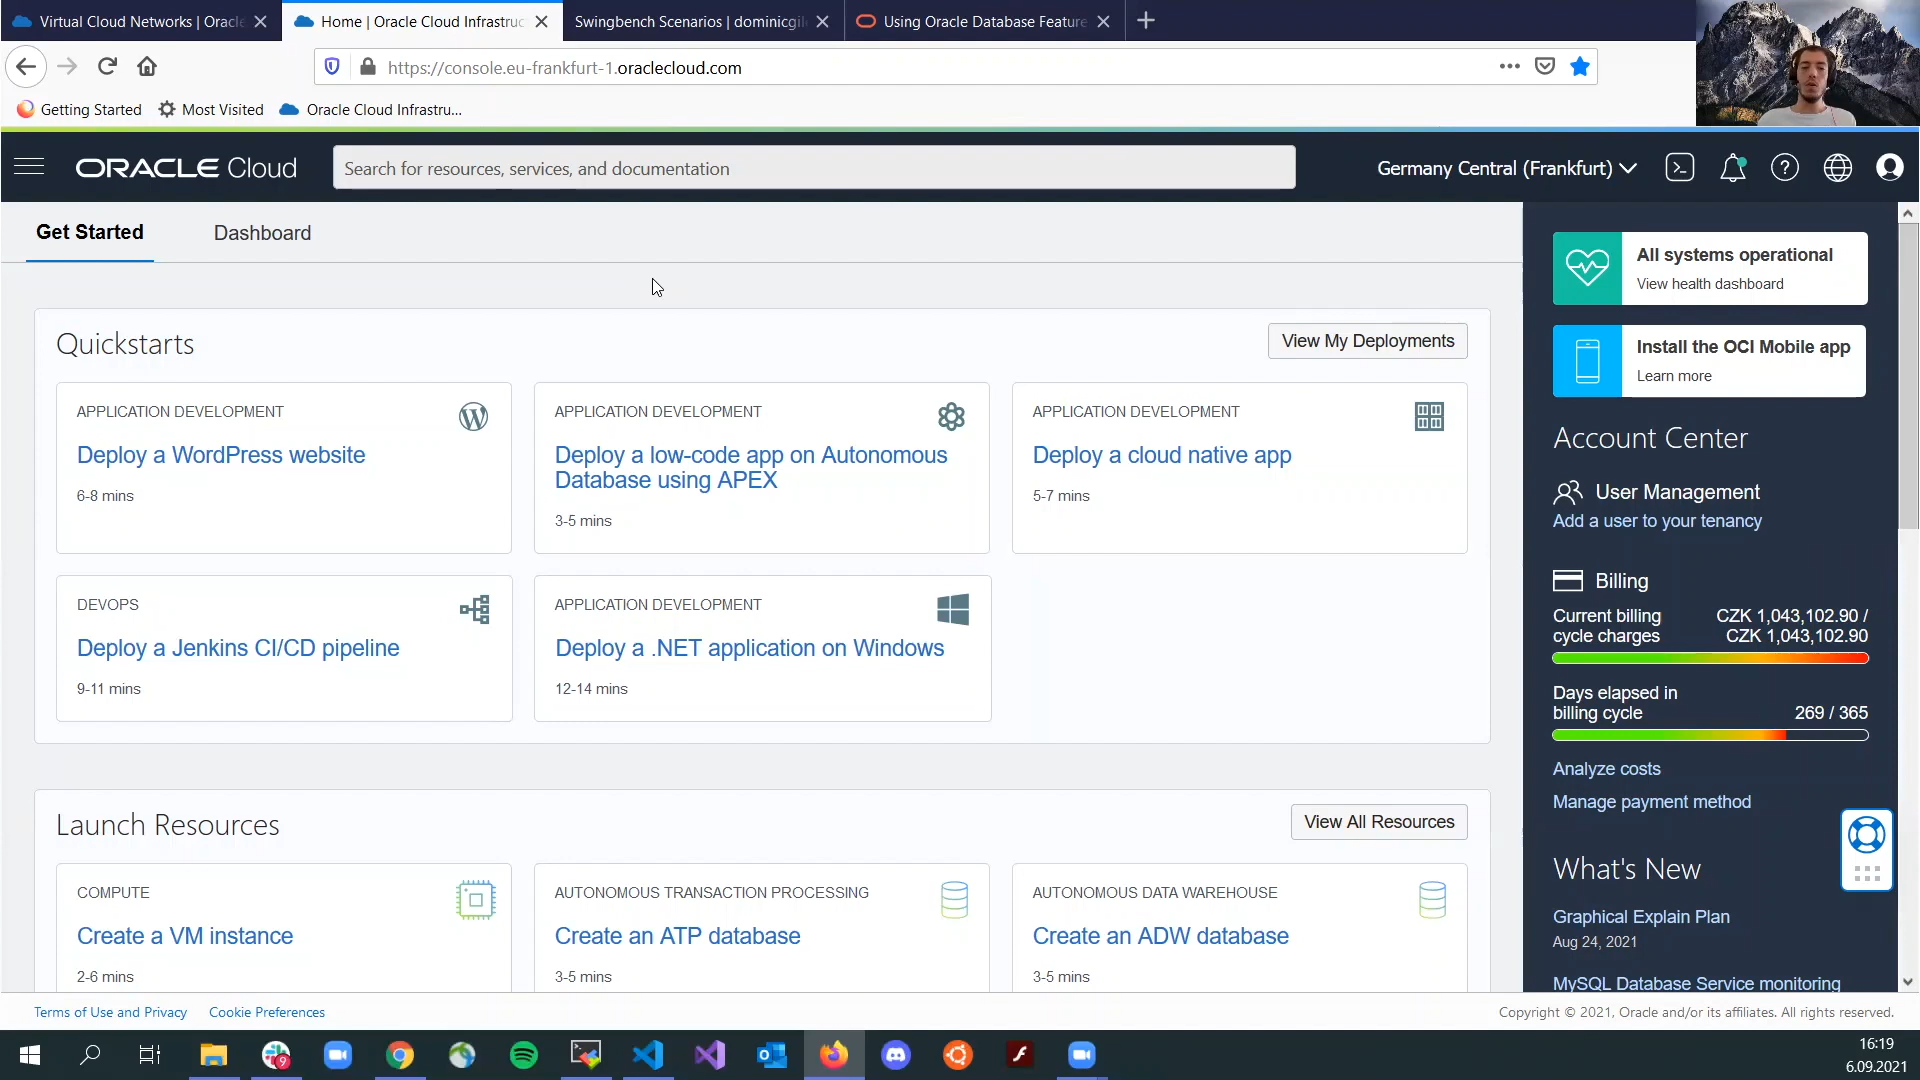 Virtual Cloud Networks | Oracle
Home | Oracle Cloud Infrastruc
Swingbench Scenarios | dominicgil
Using Oracle Database Feature
https://console.eu-frankfurt-1.oraclecloud.com
Getting Started
Most Visited
Oracle Cloud Infrastru...
ORACLE Cloud
Search for resources, services, and documentation
Germany Central (Frankfurt)
Get Started
Dashboard
Quickstarts
View My Deployments
APPLICATION DEVELOPMENT
Deploy a WordPress website
6-8 mins
APPLICATION DEVELOPMENT
Deploy a low-code app on Autonomous
Database using APEX
3-5 mins
APPLICATION DEVELOPMENT
Deploy a cloud native app
5-7 mins
DEVOPS
Deploy a Jenkins CI/CD pipeline
9-11 mins
APPLICATION DEVELOPMENT
Deploy a .NET application on Windows
12-14 mins
Launch Resources
View All Resources
COMPUTE
Create a VM instance
2-6 mins
AUTONOMOUS TRANSACTION PROCESSING
Create an ATP database
3-5 mins
AUTONOMOUS DATA WAREHOUSE
Create an ADW database
3-5 mins
All systems operational
View health dashboard
Install the OCI Mobile app
Learn more
Account Center
User Management
Add a user to your tenancy
Billing
Current billing
cycle charges
CZK 1,043,102.90 /
CZK 1,043,102.90
Days elapsed in
billing cycle
269 / 365
Analyze costs
Manage payment method
What's New
Graphical Explain Plan
Aug 24, 2021
MySQL Database Service monitoring
Terms of Use and Privacy
Cookie Preferences
Copyright © 2021, Oracle and/or its affiliates. All rights reserved.
9
16:19
6.09.2021